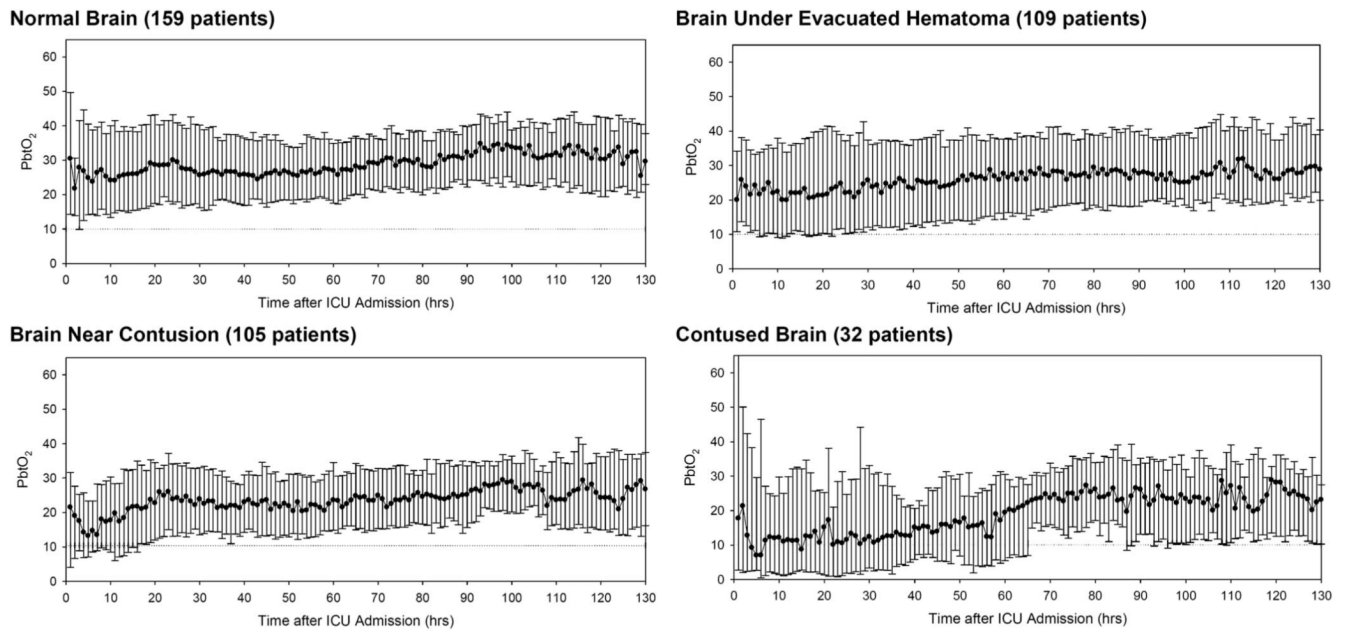 Normal Brain (159 patients)
60
50
40
30
20
10
0
PbtO₂
0 10 20 30 40 50 60 70 80 90 100 110 120 130
Time after ICU Admission (hrs)
Brain Under Evacuated Hematoma (109 patients)
60
50
40
30
20
10
0
PbtO₂
0 10 20 30 40 50 60 70 80 90 100 110 120 130
Time after ICU Admission (hrs)
Brain Near Contusion (105 patients)
60
50
40
30
20
10
0
PbtO₂
0 10 20 30 40 50 60 70 80 90 100 110 120 130
Time after ICU Admission (hrs)
Contused Brain (32 patients)
60
50
40
30
20
10
0
PbtO₂
0 10 20 30 40 50 60 70 80 90 100 110 120 130
Time after ICU Admission (hrs)